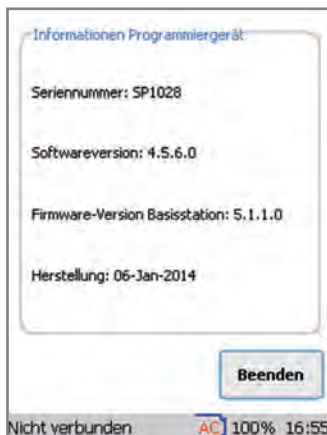 Informationen Programmiergerät
Seriennummer: SP1028
Softwareversion: 4.5.6.0
Firmware-Version Basisstation: 5.1.1.0
Herstellung: 06-Jan-2014
Beenden
Nicht verbunden AC 100% 16:55